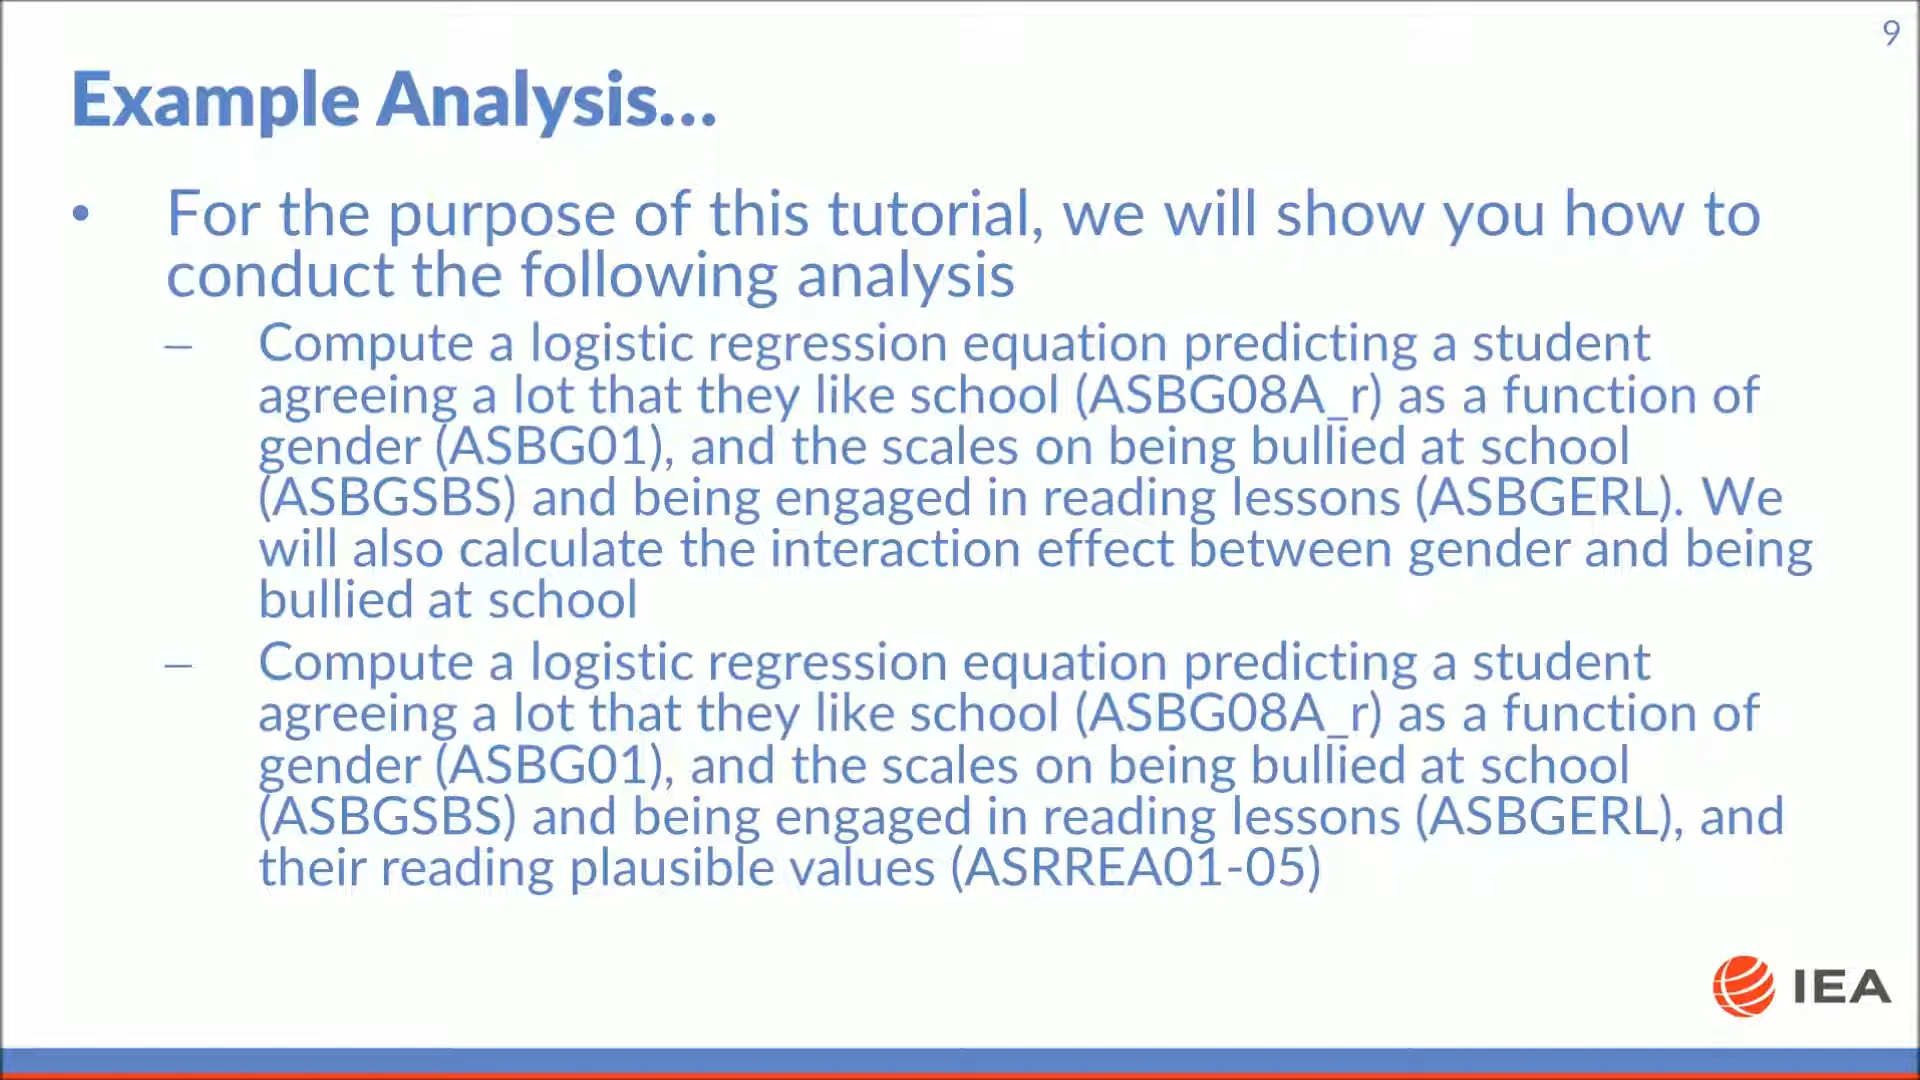 9
Example Analysis...
• For the purpose of this tutorial, we will show you how to
conduct the following analysis
– Compute a logistic regression equation predicting a student
agreeing a lot that they like school (ASBG08A_r) as a function of
gender (ASBG01), and the scales on being bullied at school
(ASBGSBS) and being engaged in reading lessons (ASBGERL). We
will also calculate the interaction effect between gender and being
bullied at school
– Compute a logistic regression equation predicting a student
agreeing a lot that they like school (ASBG08A_r) as a function of
gender (ASBG01), and the scales on being bullied at school
(ASBGSBS) and being engaged in reading lessons (ASBGERL), and
their reading plausible values (ASRREA01-05)
IEA